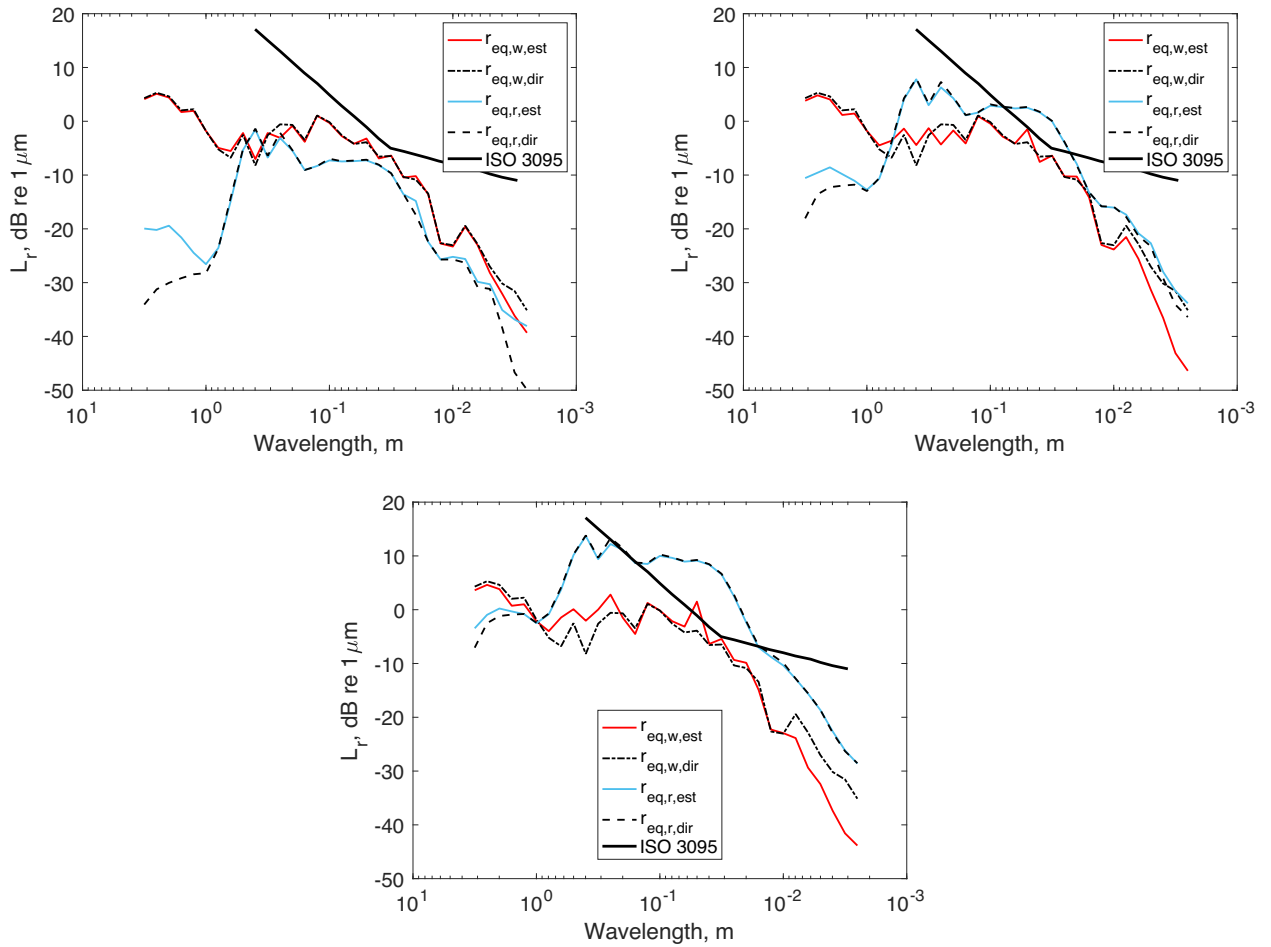 20
10
0
-10
-20
-30
-40
-50
10^1
10^0
10^-1
10^-2
10^-3
Wavelength, m
L_r, dB re 1 μm
r_eq,w,est
r_eq,w,dir
r_eq,r,est
r_eq,r,dir
ISO 3095
20
10
0
-10
-20
-30
-40
-50
10^1
10^0
10^-1
10^-2
10^-3
Wavelength, m
L_r, dB re 1 μm
r_eq,w,est
r_eq,w,dir
r_eq,r,est
r_eq,r,dir
ISO 3095
20
10
0
-10
-20
-30
-40
-50
10^1
10^0
10^-1
10^-2
10^-3
Wavelength, m
L_r, dB re 1 μm
r_eq,w,est
r_eq,w,dir
r_eq,r,est
r_eq,r,dir
ISO 3095